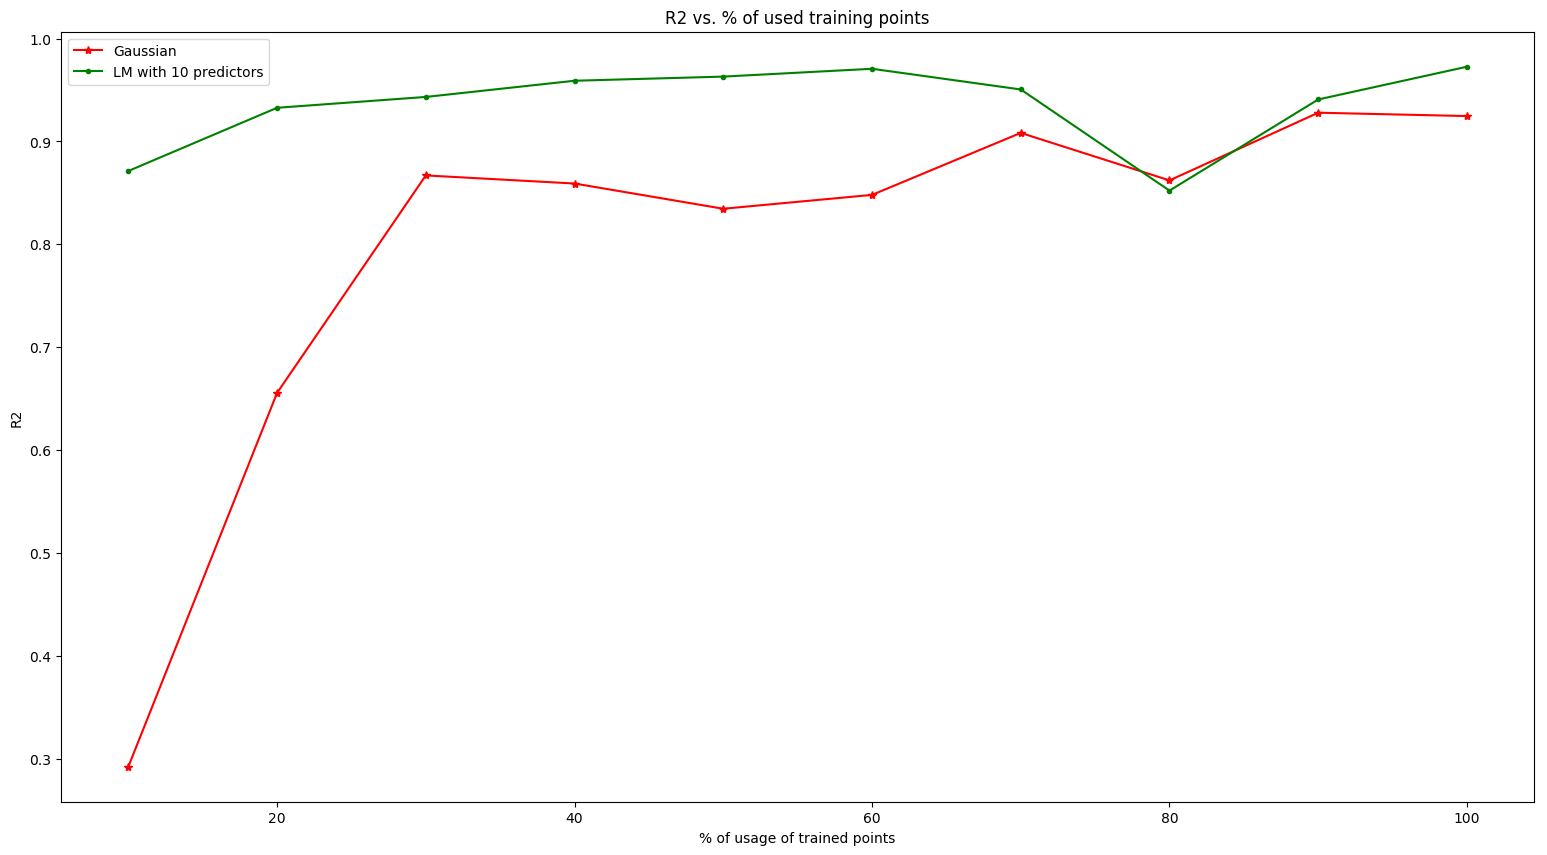 R2 vs. % of used training points
Gaussian
LM with 10 predictors
1.0
0.9
0.8
0.7
0.6
0.5
0.4
0.3
R2
20
40
60
80
100
% of usage of trained points